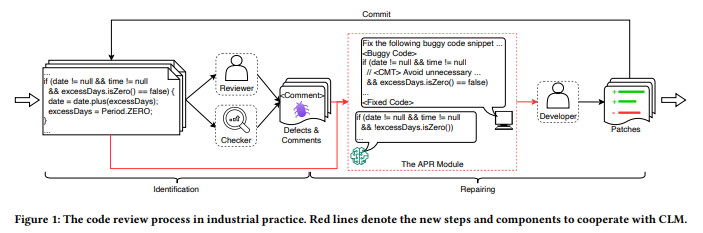 Commit
...
if (date != null && time != null
&& excessDays.isZero() == false) {
date = date.plus(excessDays);
excessDays = Period.ZERO;
}
...
Reviewer
Checker
<Comment>
Defects &
Comments
Fix the following buggy code snippet ...
<Buggy Code>
if (date != null && time != null
// <CMT> Avoid unnecessary ...
&& excessDays.isZero() == false)
...
<Fixed Code>
if (date != null && time != null
&& !excessDays.isZero())
...
The APR Module
Developer
+
+
-
Patches
Identification
Repairing
Figure 1: The code review process in industrial practice. Red lines denote the new steps and components to cooperate with CLM.